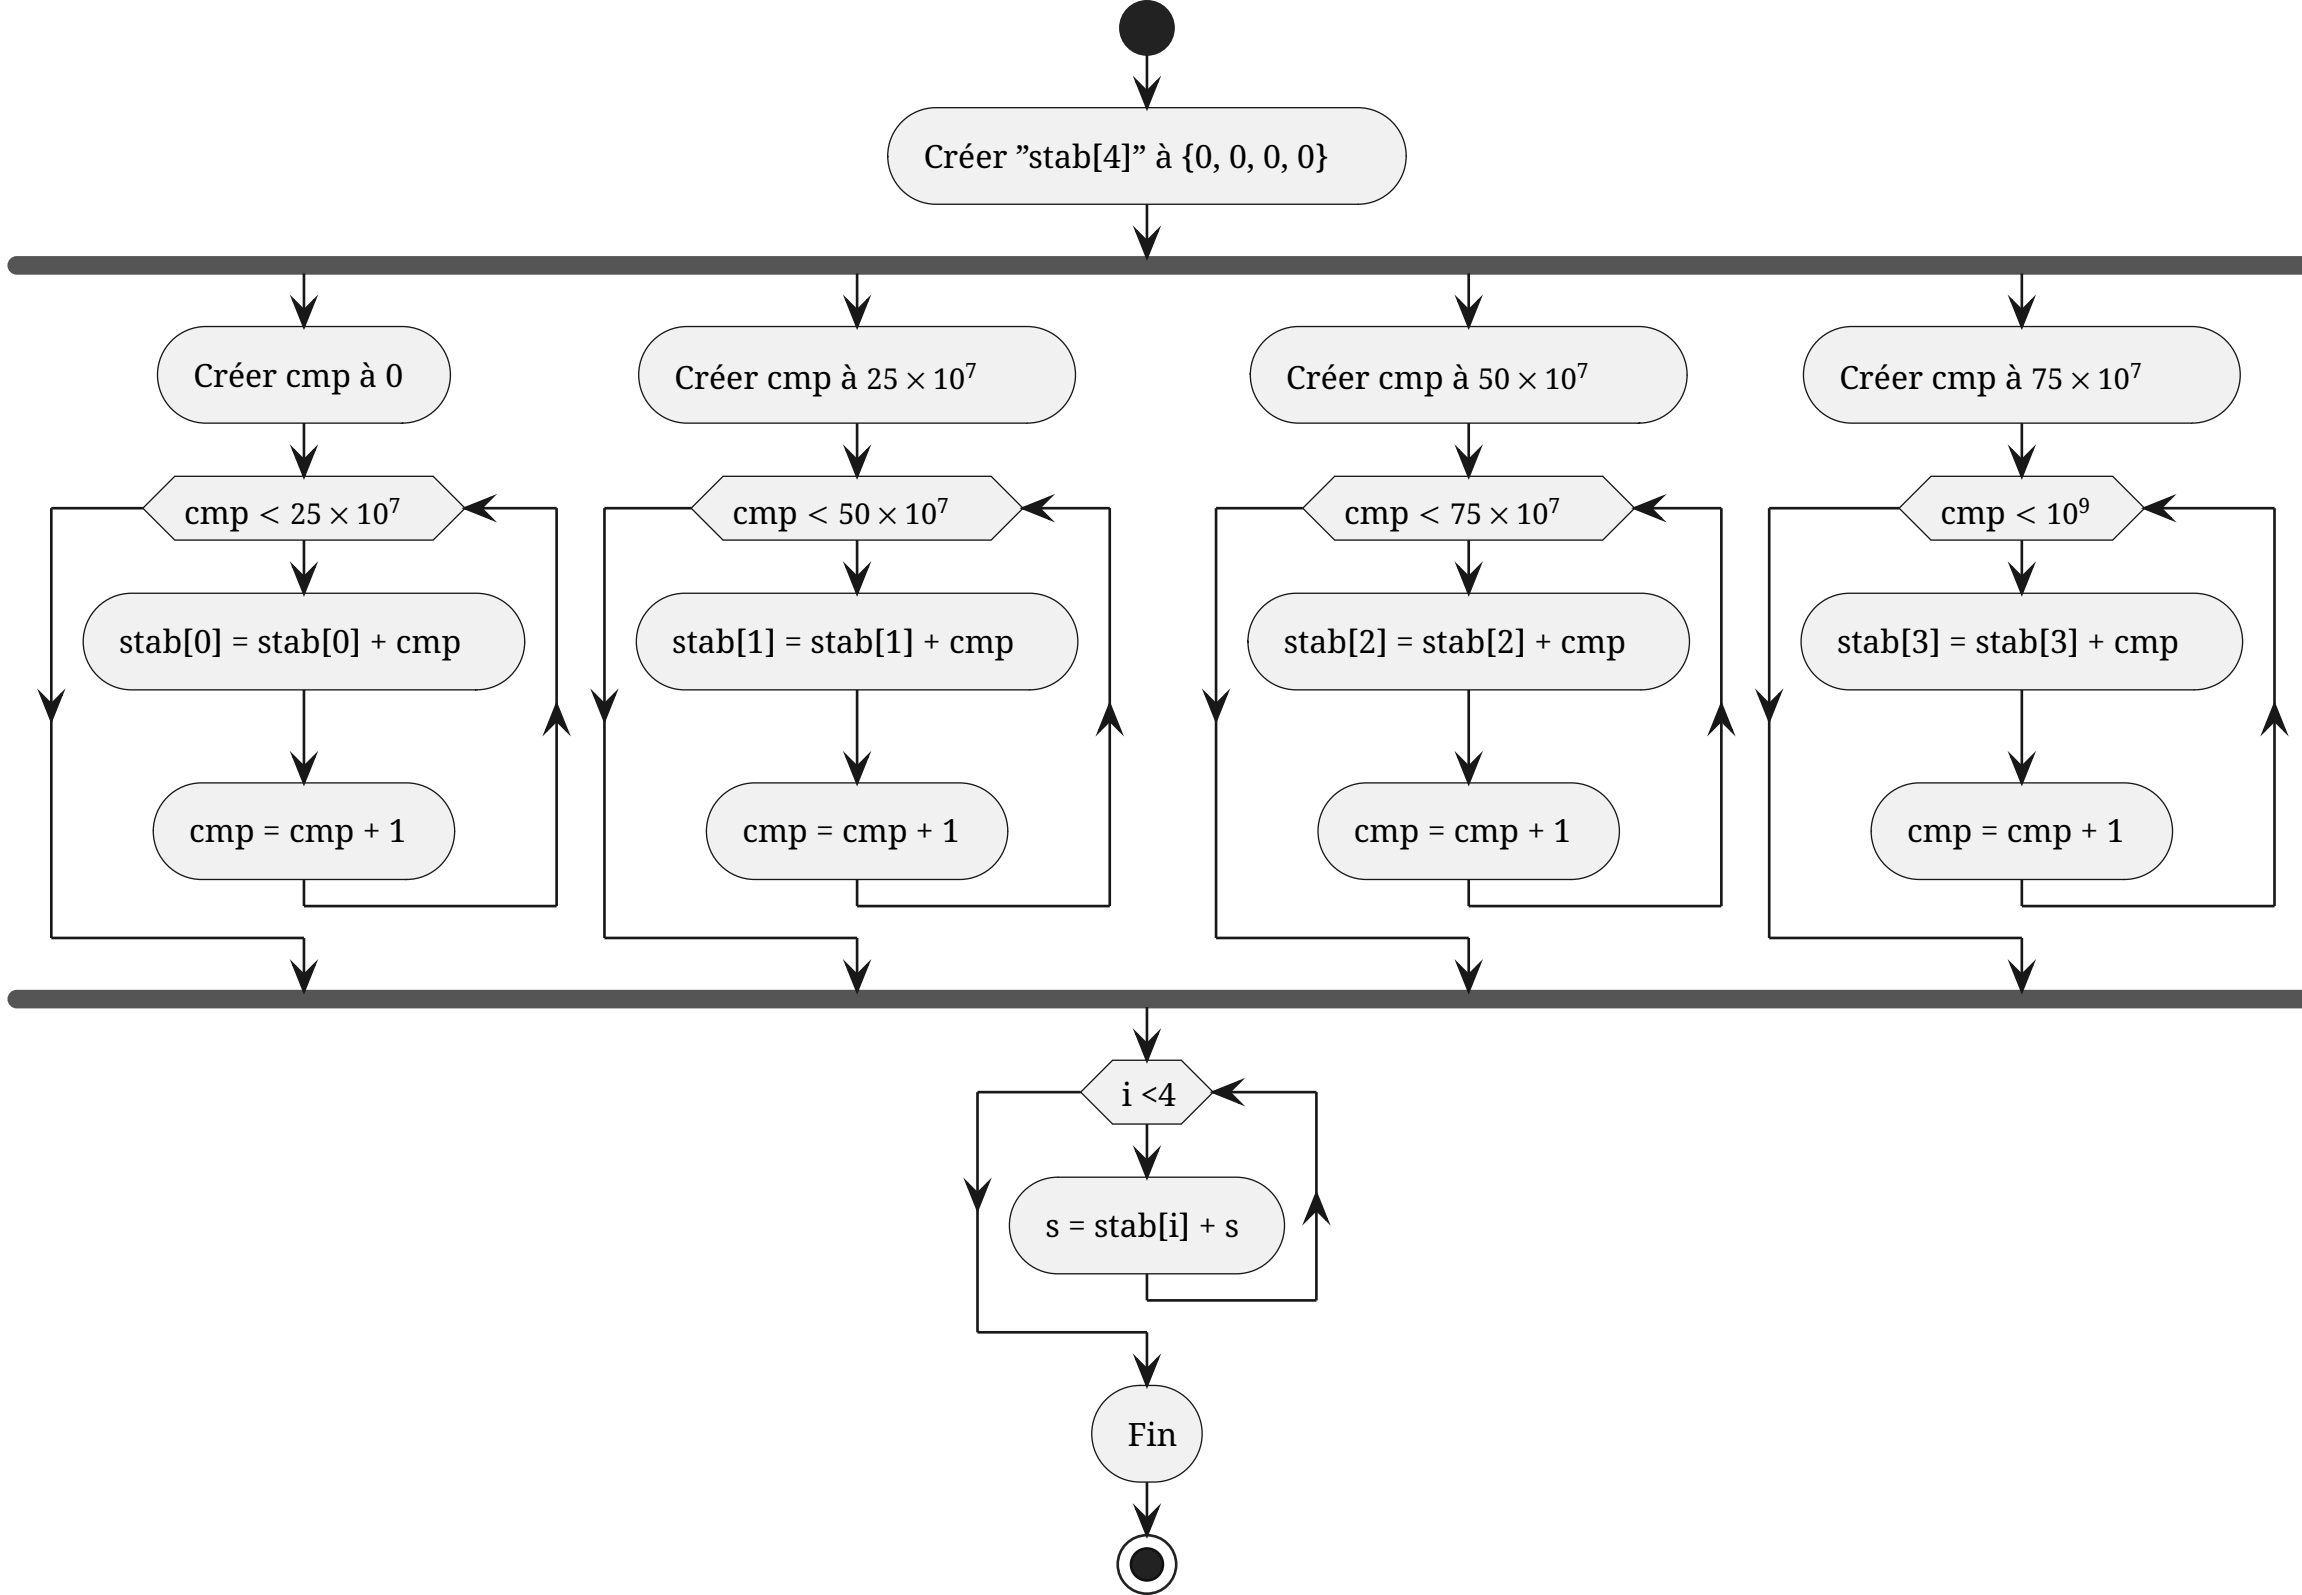 Créer ”stab[4]” à {0, 0, 0, 0}
Créer cmp à 0
Créer cmp à 25 × 10⁷
Créer cmp à 50 × 10⁷
Créer cmp à 75 × 10⁷
cmp < 25 × 10⁷
cmp < 50 × 10⁷
cmp < 75 × 10⁷
cmp < 10⁹
stab[0] = stab[0] + cmp
stab[1] = stab[1] + cmp
stab[2] = stab[2] + cmp
stab[3] = stab[3] + cmp
cmp = cmp + 1
cmp = cmp + 1
cmp = cmp + 1
cmp = cmp + 1
i <4
s = stab[i] + s
Fin